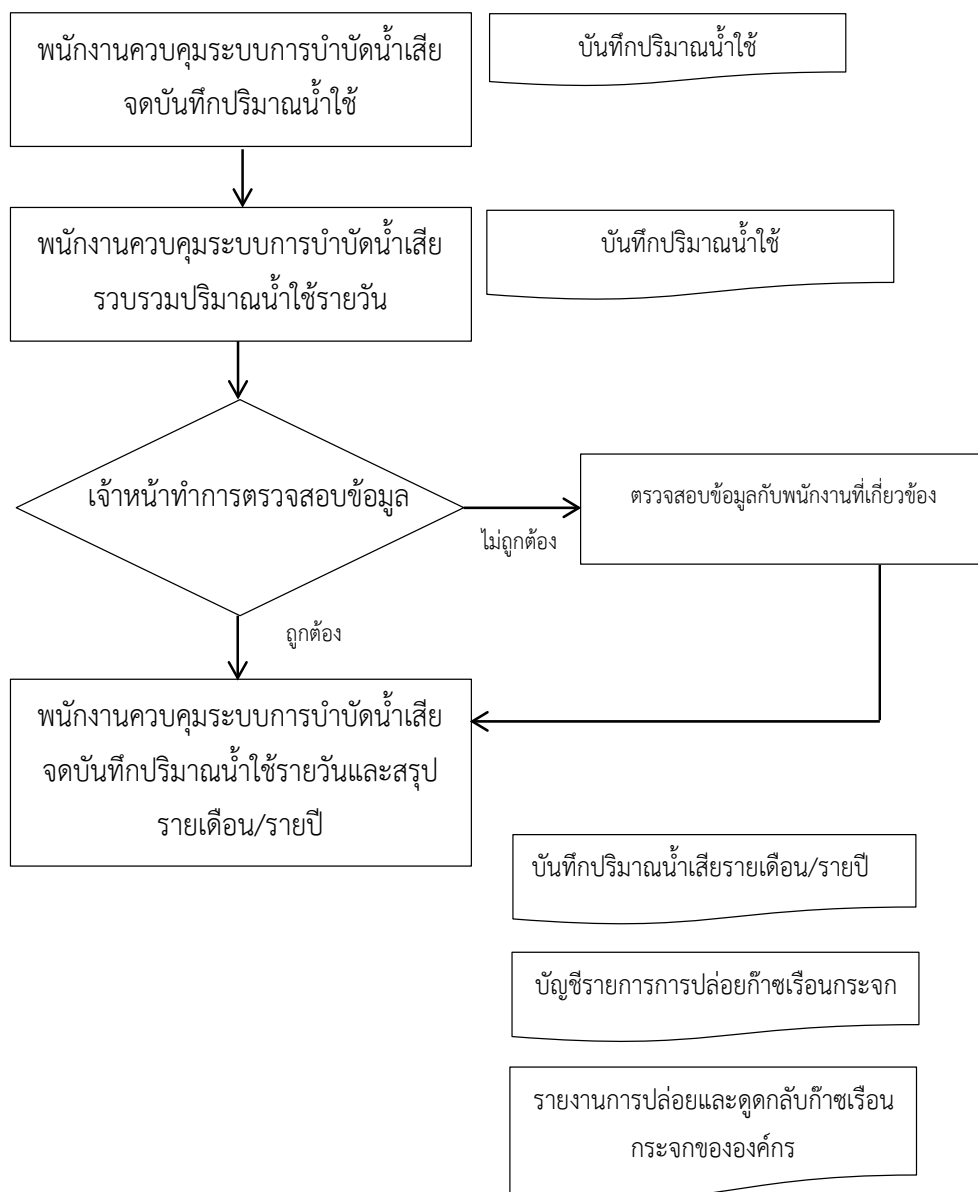 พนักงานควบคุมระบบการบำบัดน้ำเสีย
จดบันทึกปริมาณน้ำใช้
บันทึกปริมาณน้ำใช้
พนักงานควบคุมระบบการบำบัดน้ำเสีย
รวบรวมปริมาณน้ำใช้รายวัน
บันทึกปริมาณน้ำใช้
เจ้าหน้าทำการตรวจสอบข้อมูล
ไม่ถูกต้อง
ตรวจสอบข้อมูลกับพนักงานที่เกี่ยวข้อง
ถูกต้อง
พนักงานควบคุมระบบการบำบัดน้ำเสีย
จดบันทึกปริมาณน้ำใช้รายวันและสรุป
รายเดือน/รายปี
บันทึกปริมาณน้ำเสียรายเดือน/รายปี
บัญชีรายการการปล่อยก๊าซเรือนกระจก
รายงานการปล่อยและดูดกลับก๊าซเรือน
กระจกขององค์กร